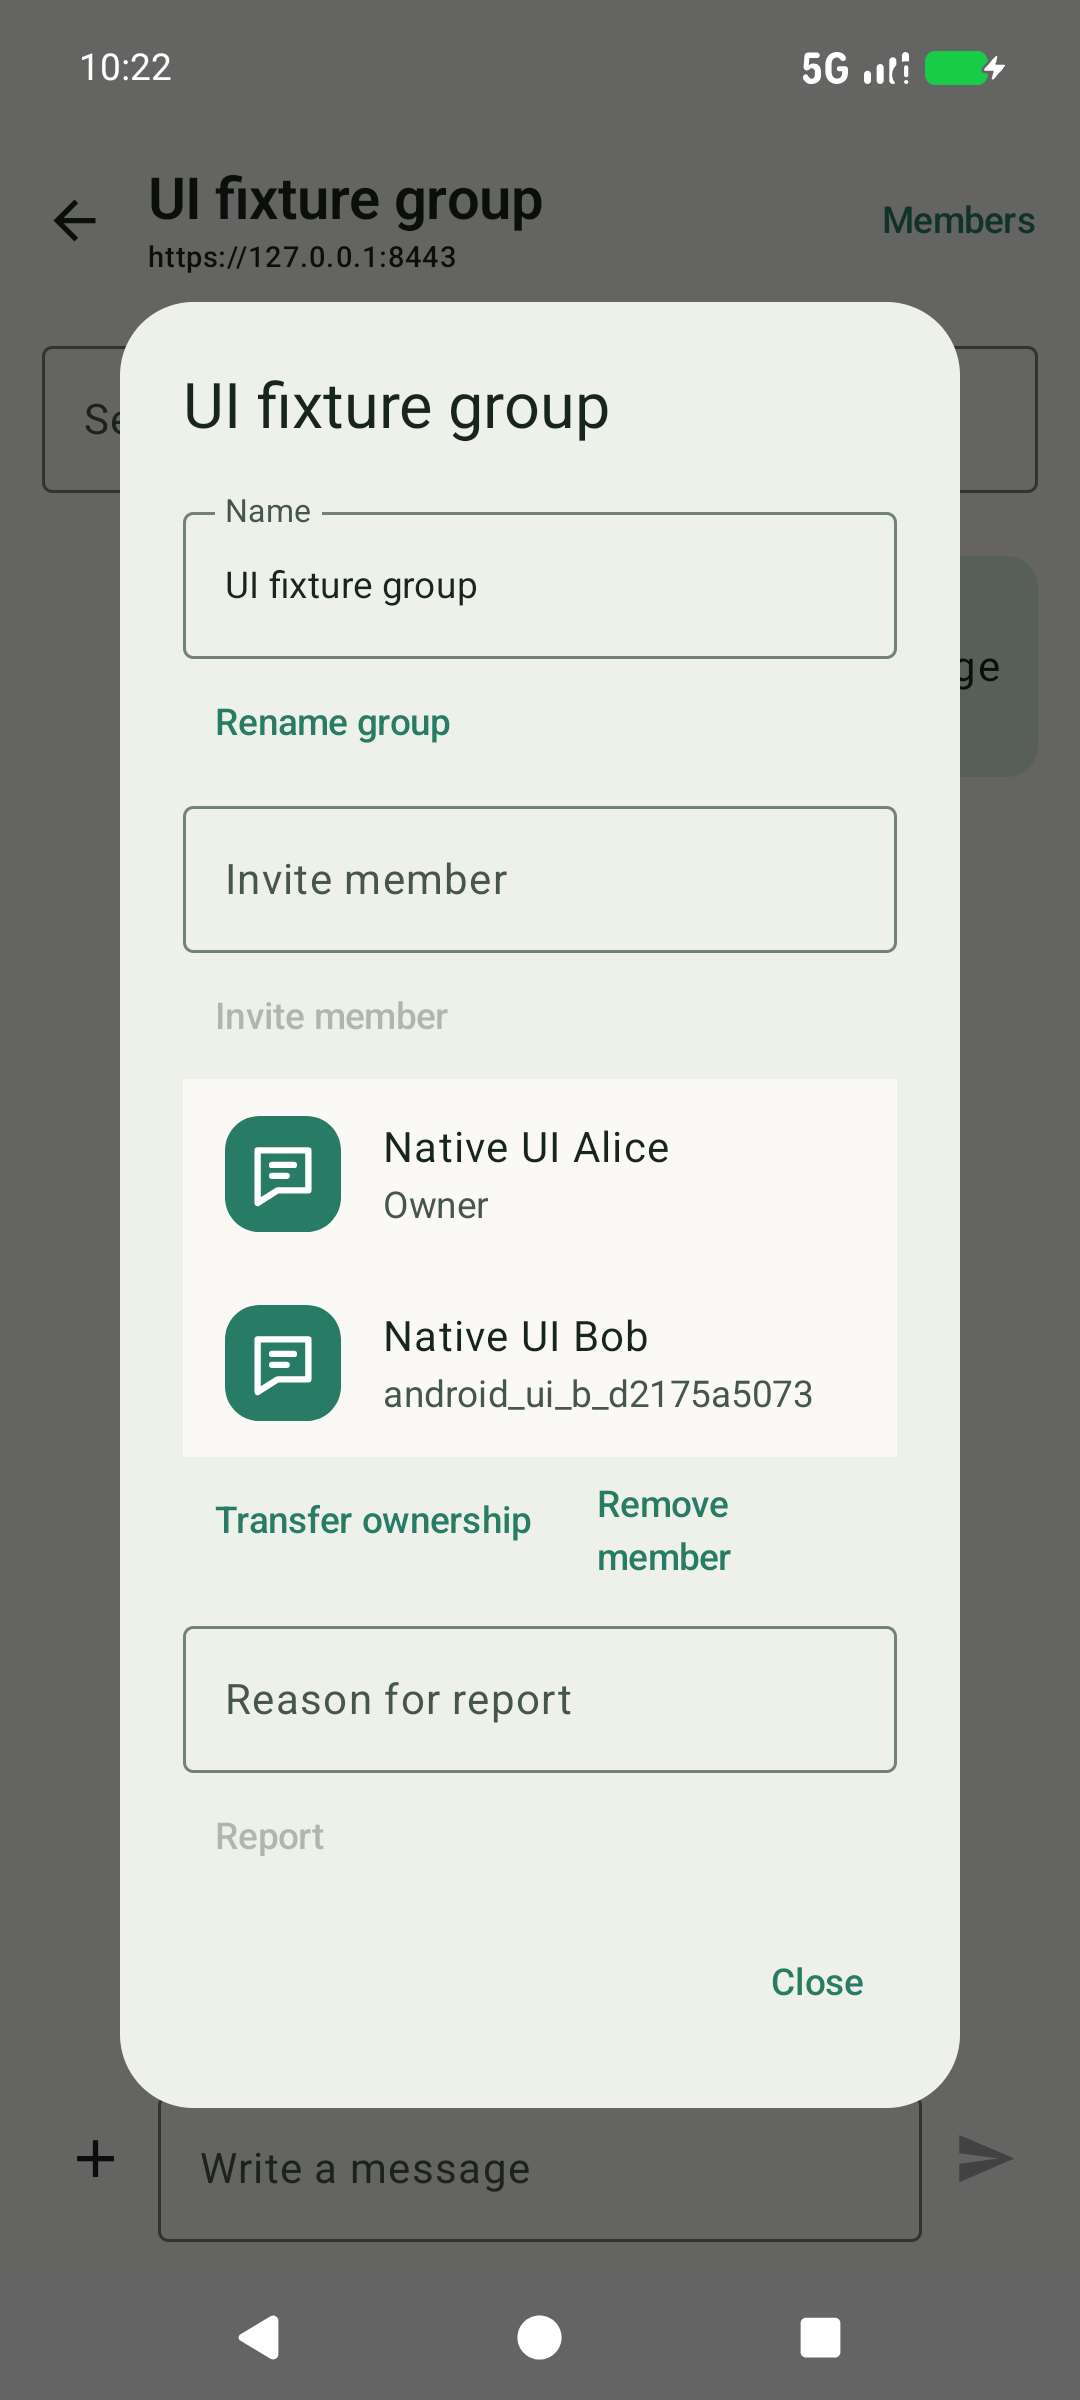 10:22
5G
UI fixture group
https://127.0.0.1:8443
Members
UI fixture group
Name
UI fixture group
Rename group
Invite member
Invite member
Native UI Alice
Owner
Native UI Bob
android_ui_b_d2175a5073
Transfer ownership
Remove
member
Reason for report
Report
Close
Write a message